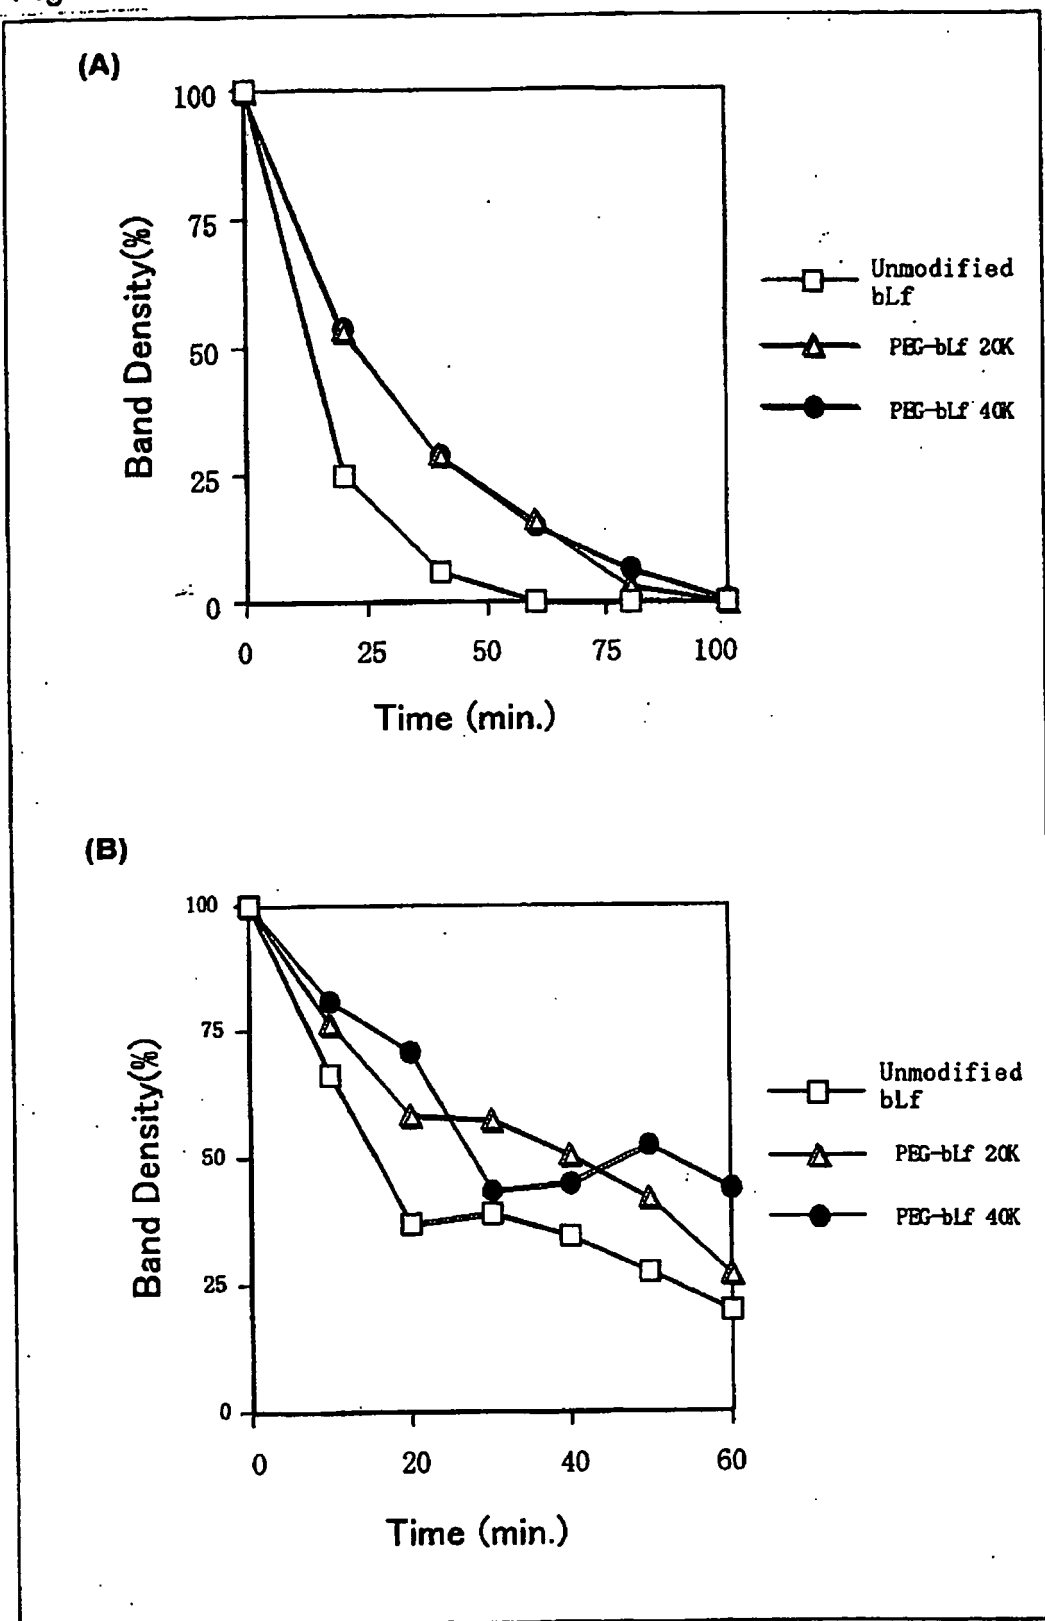 (A)
100
75
50
25
0
Band Density(%)
0 25 50 75 100
Time (min.)
Unmodified
bLf
PEG-bLf 20K
PEG-bLf 40K
(B)
100
75
50
25
0
Band Density(%)
0 20 40 60
Time (min.)
Unmodified
bLf
PEG-bLf 20K
PEG-bLf 40K